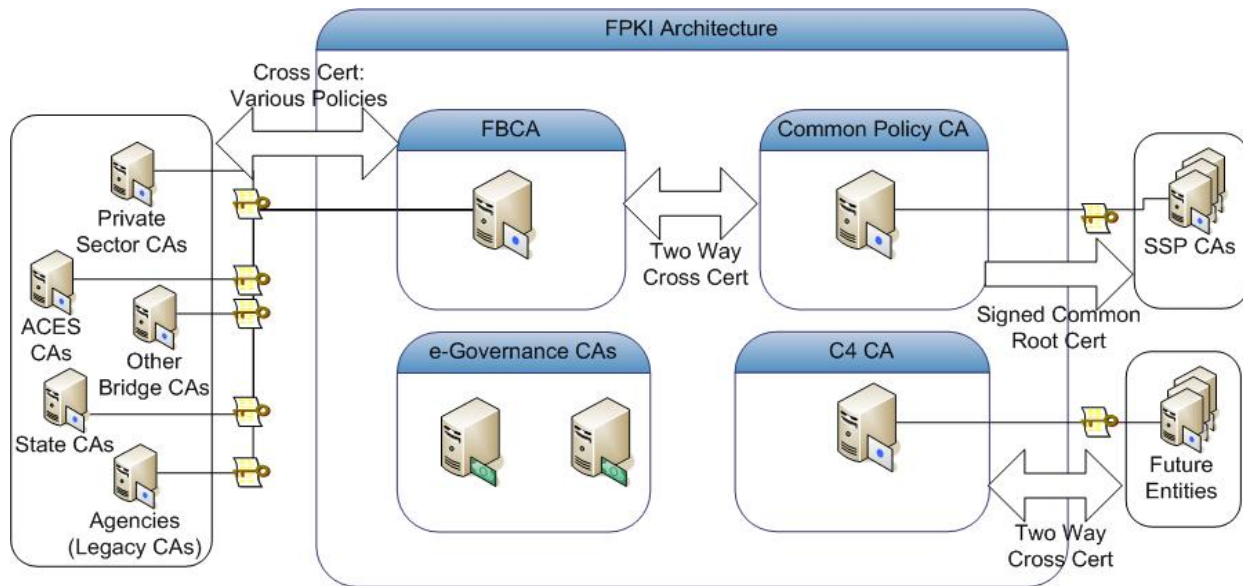 FPKI Architecture
Cross Cert:
Various Policies
FBCA
Common Policy CA
Private
Sector CAs
Two Way
Cross Cert
SSP CAs
ACES
CAs
Other
Bridge CAs
Signed Common
Root Cert
e-Governance CAs
C4 CA
State CAs
Agencies
(Legacy CAs)
Future
Entities
Two Way
Cross Cert